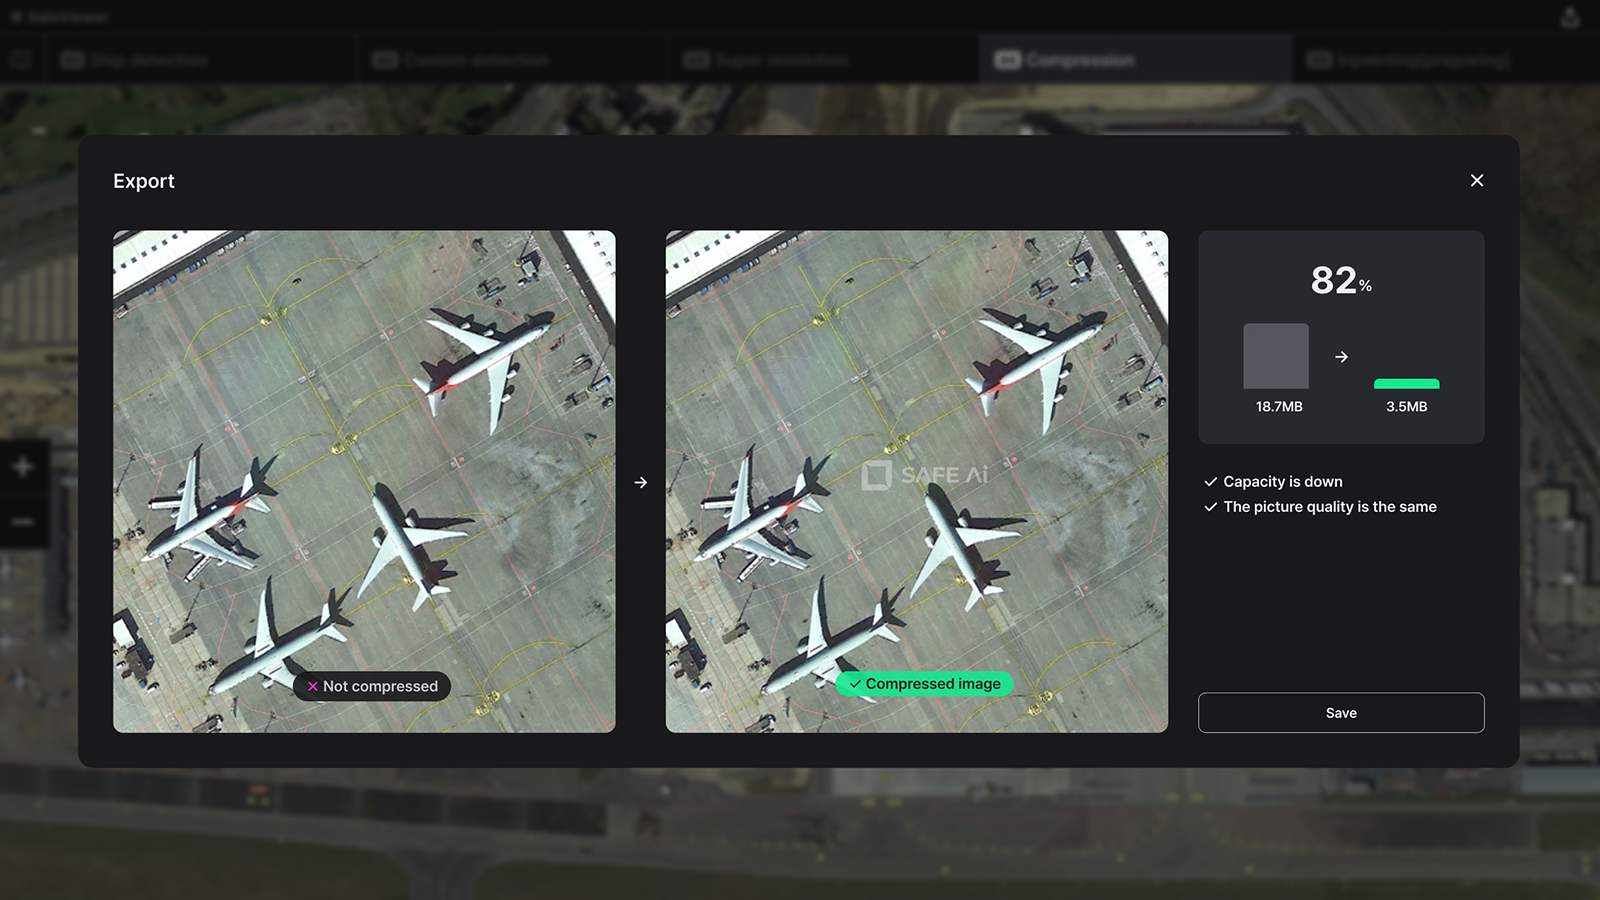 SafeViewer
Ship detection
Custom detection
Super resolution
Compression
Inpainting(preparing)
Export
SAFE Ai
Not compressed
Compressed image
82%
18.7MB
3.5MB
Capacity is down
The picture quality is the same
Save